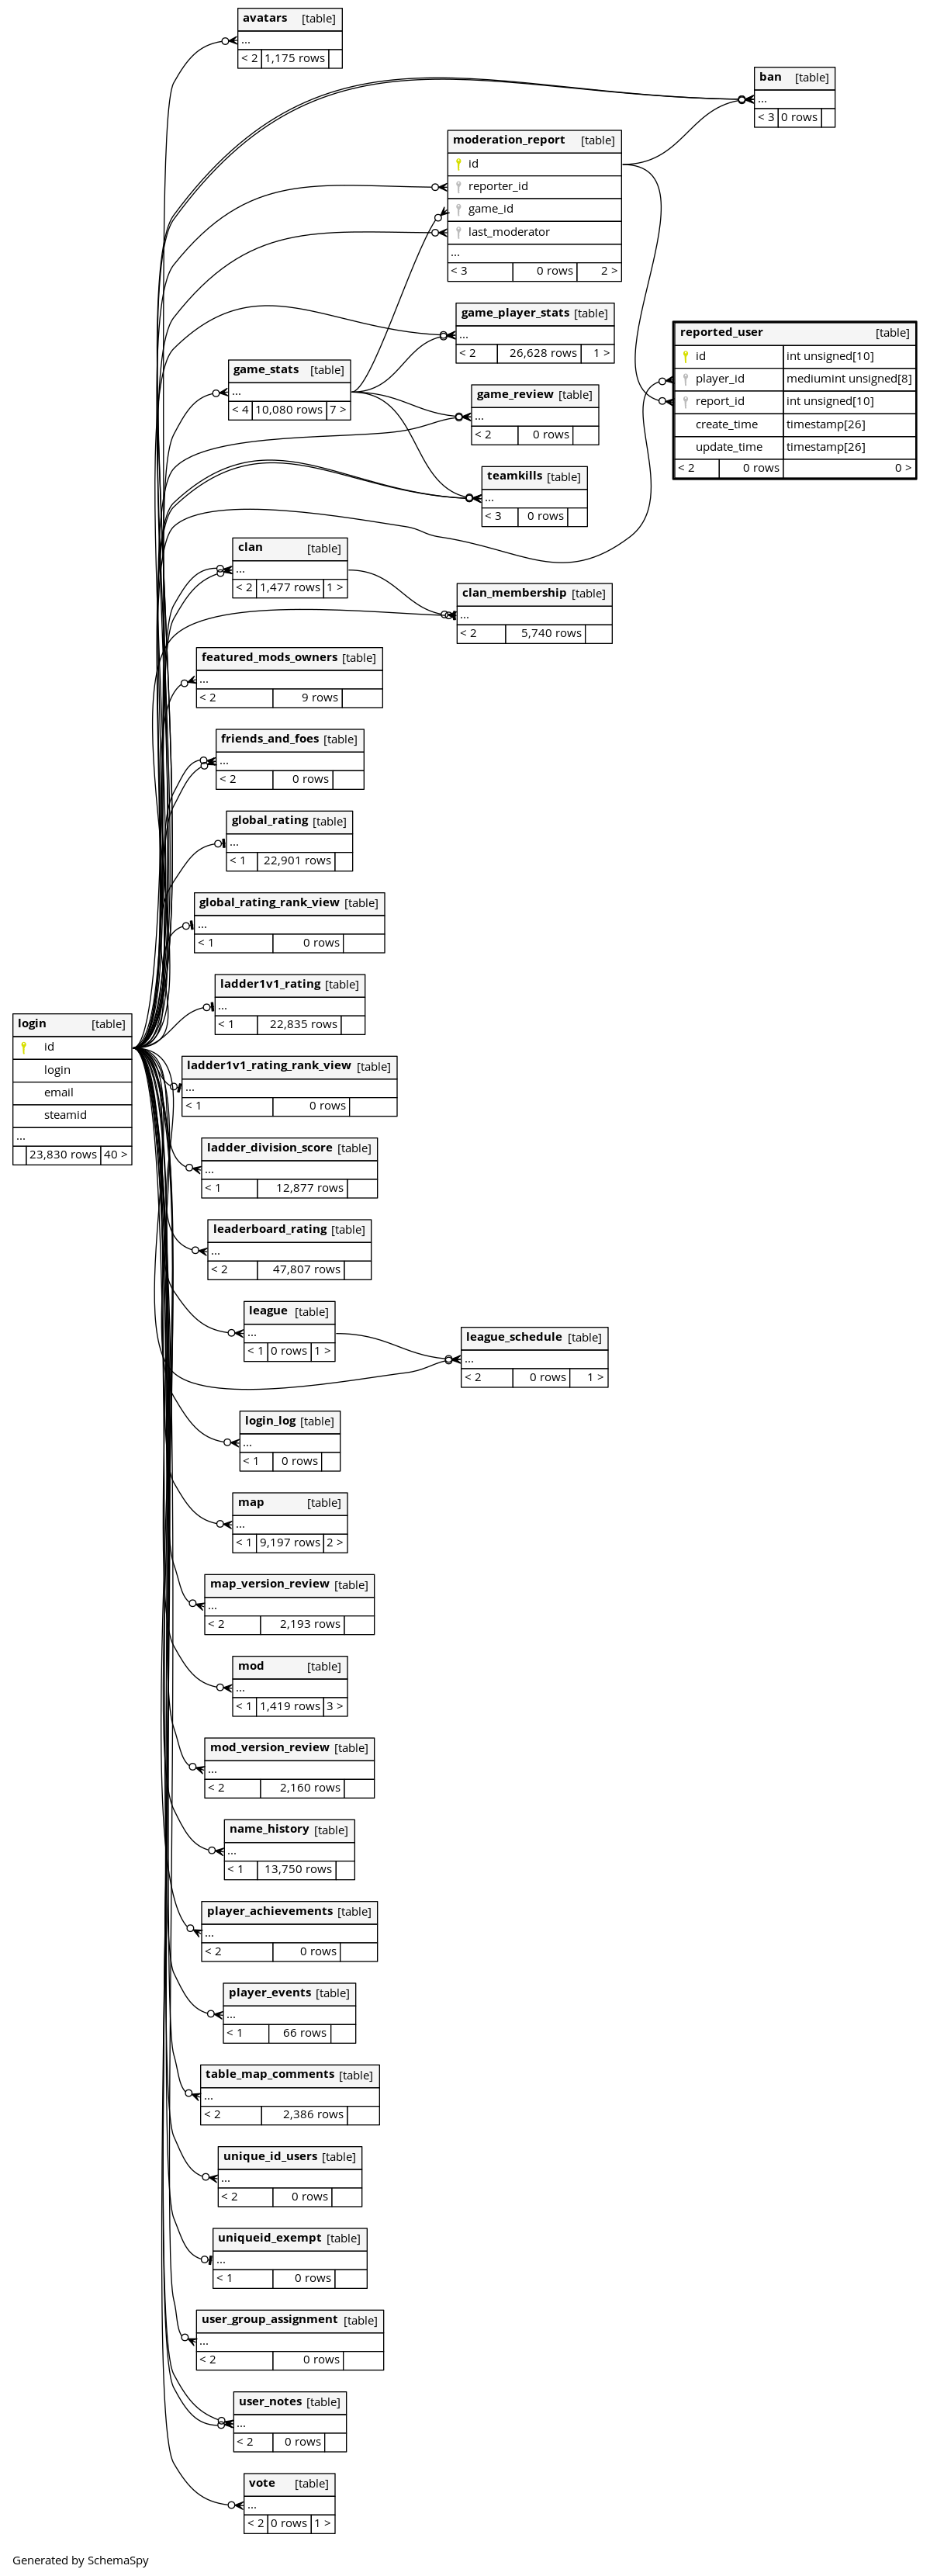 avatars [table]
...
< 2 1,175 rows
ban [table]
...
< 3 0 rows
moderation_report [table]
id
reporter_id
game_id
last_moderator
...
< 3 0 rows 2 >
game_player_stats [table]
...
< 2 26,628 rows 1 >
reported_user [table]
id int unsigned[10]
player_id mediumint unsigned[8]
report_id int unsigned[10]
create_time timestamp[26]
update_time timestamp[26]
< 2 0 rows 0 >
game_stats [table]
...
< 4 10,080 rows 7 >
game_review [table]
...
< 2 0 rows
teamkills [table]
...
< 3 0 rows
clan [table]
...
< 2 1,477 rows 1 >
clan_membership [table]
...
< 2 5,740 rows
featured_mods_owners [table]
...
< 2 9 rows
friends_and_foes [table]
...
< 2 0 rows
global_rating [table]
...
< 1 22,901 rows
global_rating_rank_view [table]
...
< 1 0 rows
ladder1v1_rating [table]
...
< 1 22,835 rows
login [table]
id
login
email
steamid
...
23,830 rows 40 >
ladder1v1_rating_rank_view [table]
...
< 1 0 rows
ladder_division_score [table]
...
< 1 12,877 rows
leaderboard_rating [table]
...
< 2 47,807 rows
league [table]
...
< 1 0 rows 1 >
league_schedule [table]
...
< 2 0 rows 1 >
login_log [table]
...
< 1 0 rows
map [table]
...
< 1 9,197 rows 2 >
map_version_review [table]
...
< 2 2,193 rows
mod [table]
...
< 1 1,419 rows 3 >
mod_version_review [table]
...
< 2 2,160 rows
name_history [table]
...
< 1 13,750 rows
player_achievements [table]
...
< 2 0 rows
player_events [table]
...
< 1 66 rows
table_map_comments [table]
...
< 2 2,386 rows
unique_id_users [table]
...
< 2 0 rows
uniqueid_exempt [table]
...
< 1 0 rows
user_group_assignment [table]
...
< 2 0 rows
user_notes [table]
...
< 2 0 rows
vote [table]
...
< 2 0 rows 1 >
Generated by SchemaSpy